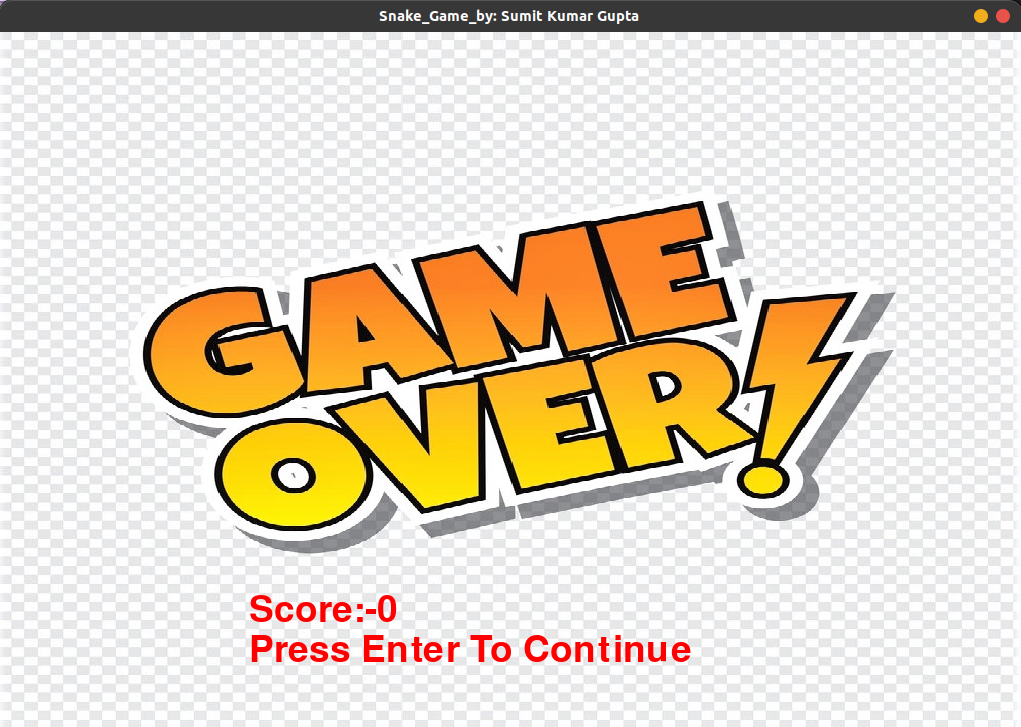 Snake_Game_by: Sumit Kumar Gupta
GAME
OVER!
Score:-0
Press Enter To Continue